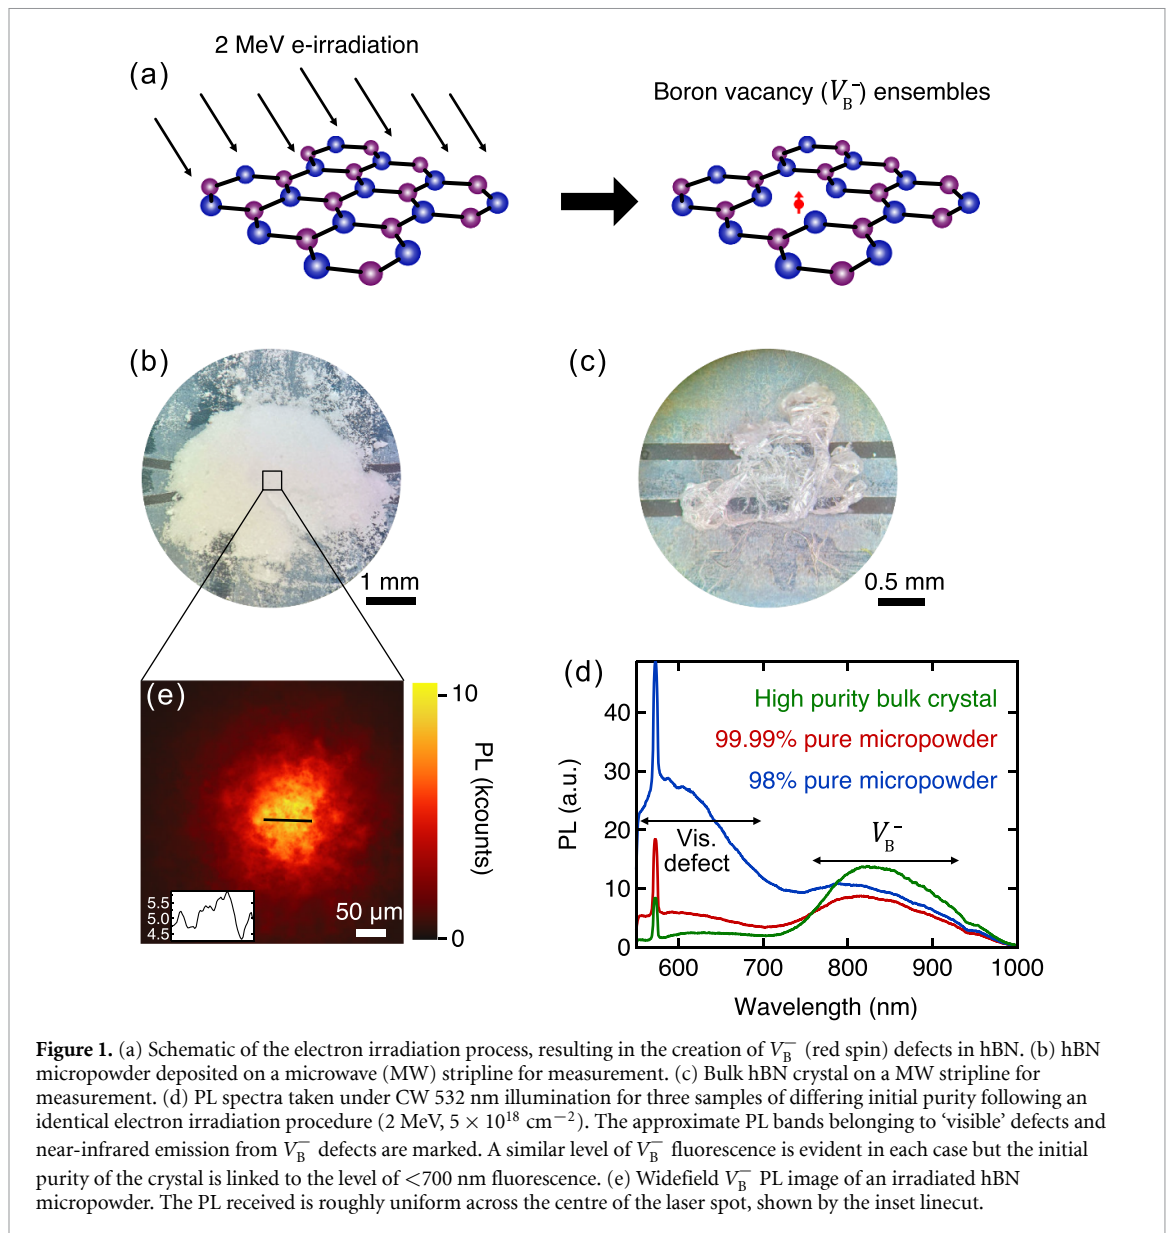 2 MeV e-irradiation
(a)
Boron vacancy (V_B^−) ensembles
(b)
(c)
1 mm
0.5 mm
(e)
10
PL (kcounts)
0
5.5
5.0
4.5
50 µm
(d)
High purity bulk crystal
99.99% pure micropowder
98% pure micropowder
Vis.
defect
V_B^−
PL (a.u.)
40
30
20
10
0
600 700 800 900 1000
Wavelength (nm)
Figure 1. (a) Schematic of the electron irradiation process, resulting in the creation of V_B^− (red spin) defects in hBN. (b) hBN
micropowder deposited on a microwave (MW) stripline for measurement. (c) Bulk hBN crystal on a MW stripline for
measurement. (d) PL spectra taken under CW 532 nm illumination for three samples of differing initial purity following an
identical electron irradiation procedure (2 MeV, 5 × 10^18 cm^−2). The approximate PL bands belonging to ‘visible’ defects and
near-infrared emission from V_B^− defects are marked. A similar level of V_B^− fluorescence is evident in each case but the initial
purity of the crystal is linked to the level of <700 nm fluorescence. (e) Widefield V_B^− PL image of an irradiated hBN
micropowder. The PL received is roughly uniform across the centre of the laser spot, shown by the inset linecut.